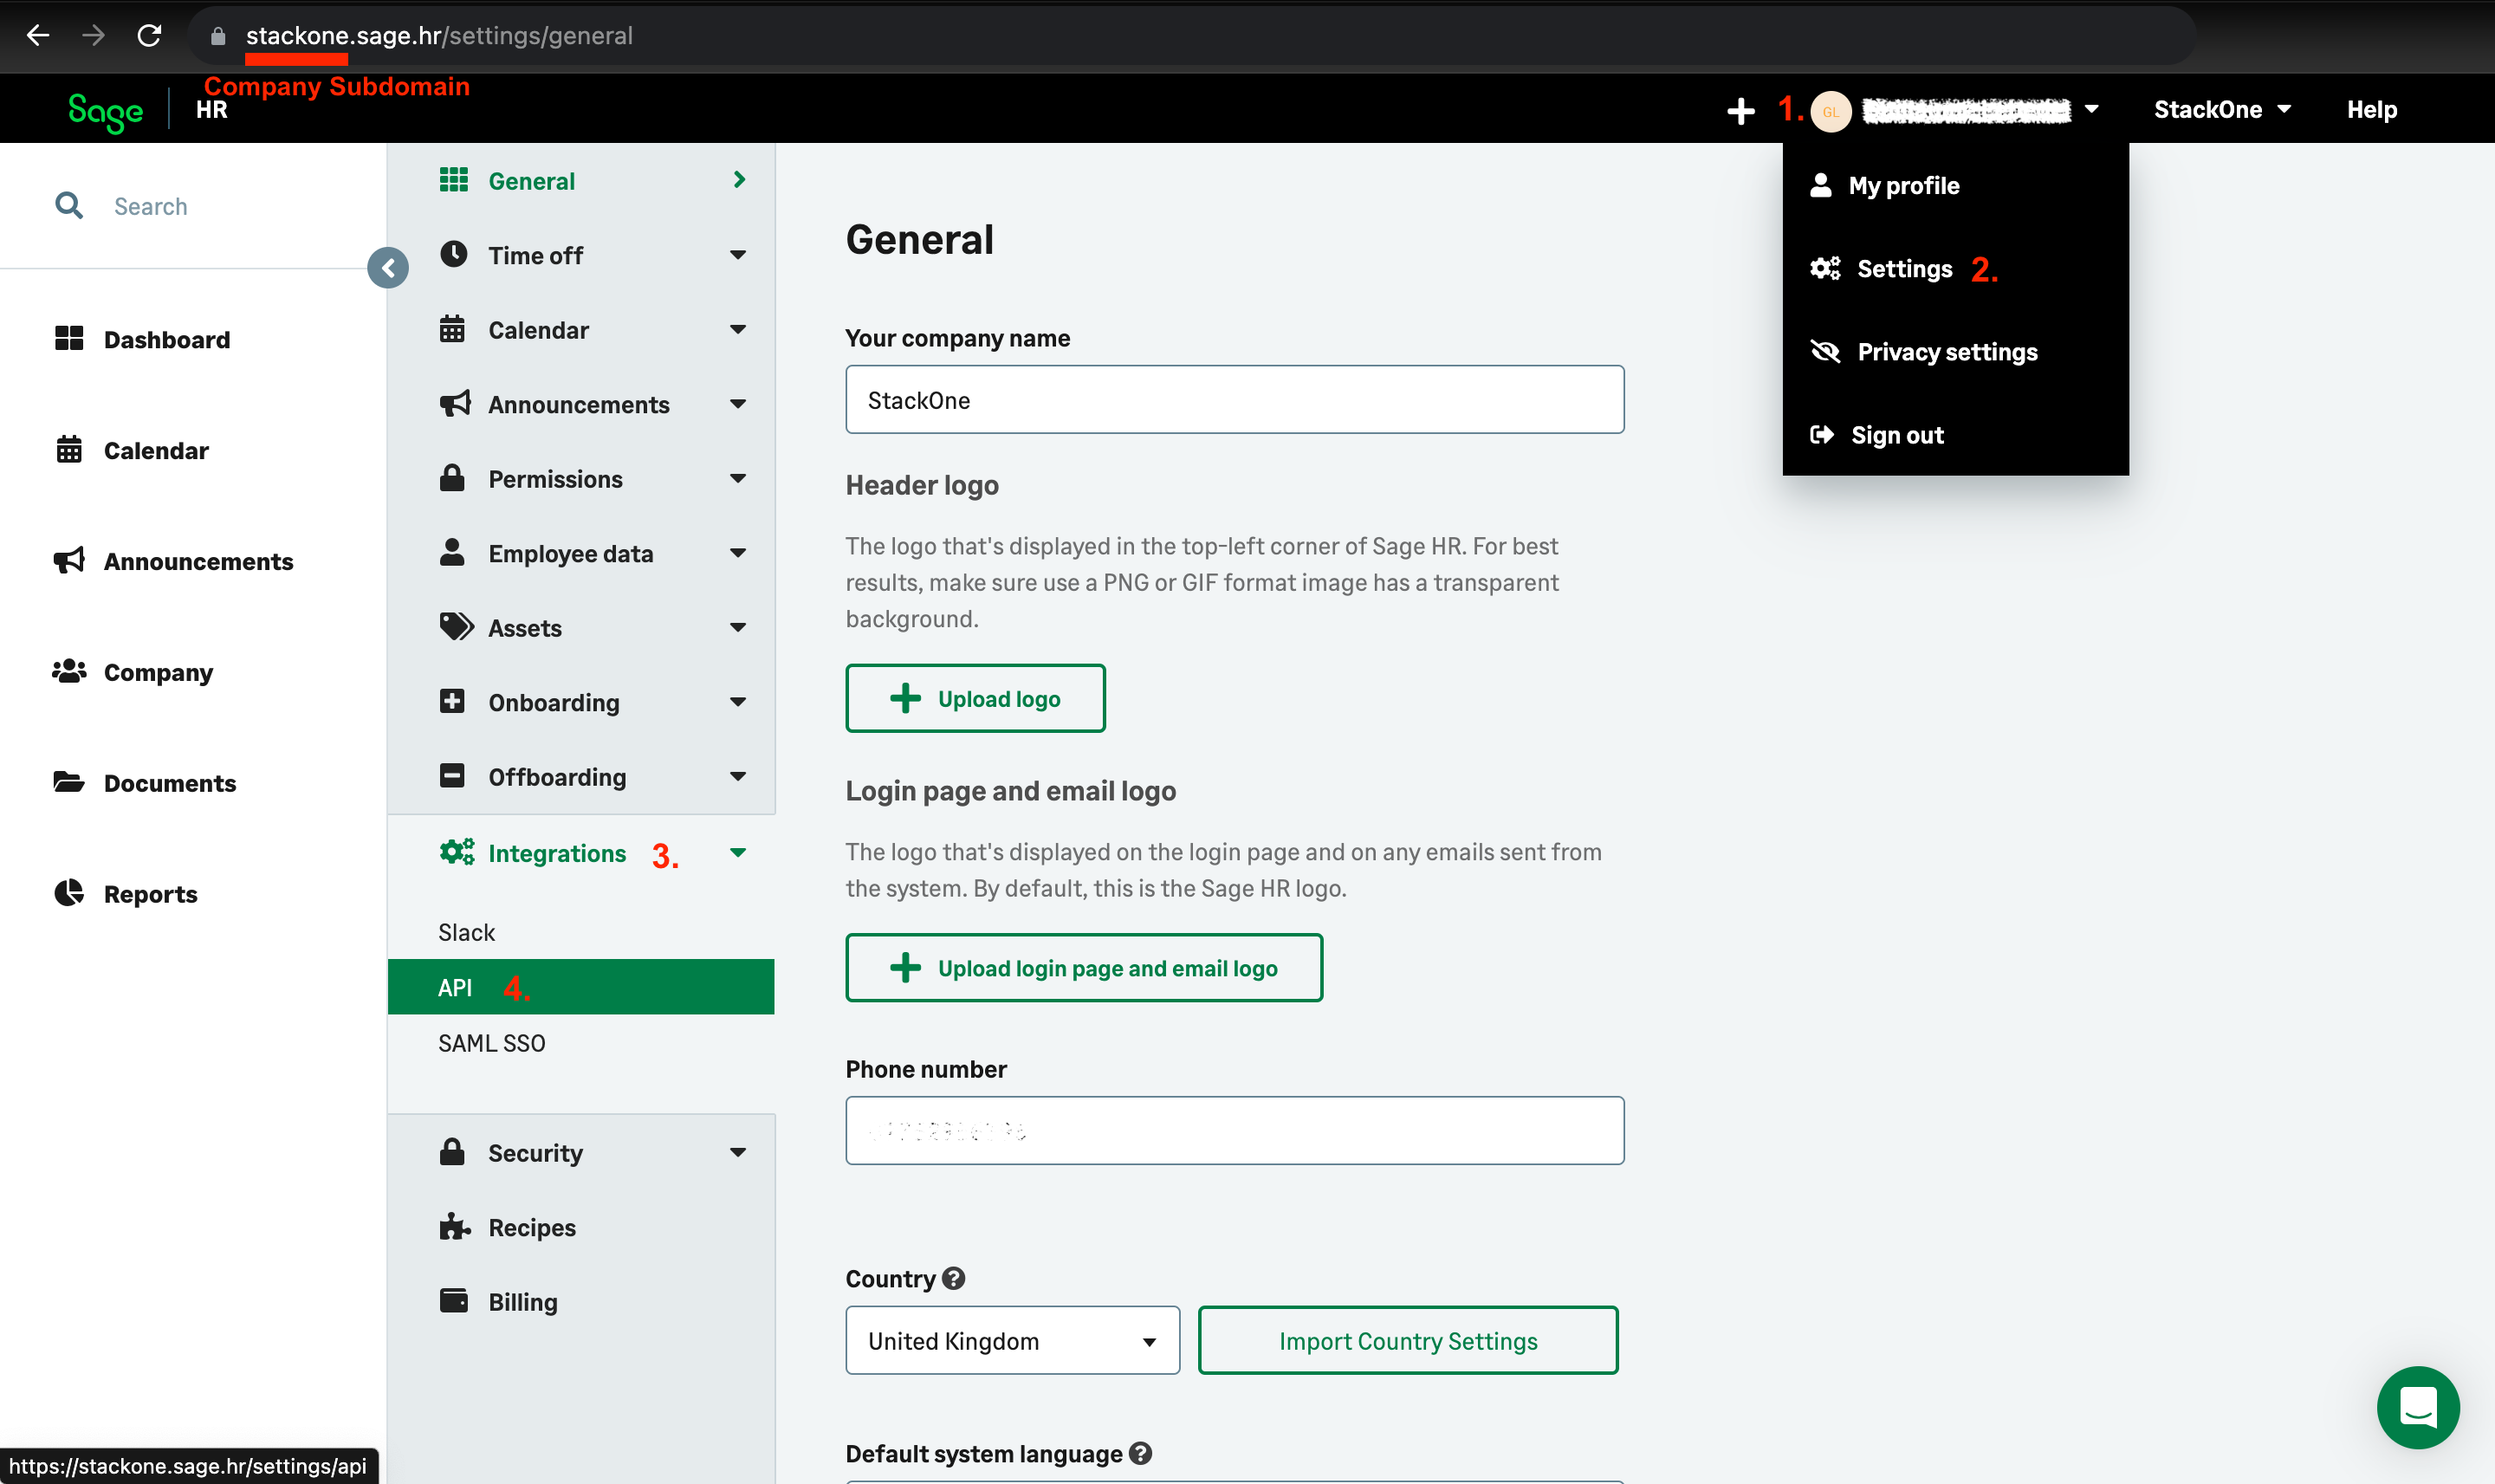 stackone.sage.hr/settings/general
Company Subdomain
Sage
HR
1.
GL
StackOne
Help
My profile
Settings 2.
Privacy settings
Sign out
Search
Dashboard
Calendar
Announcements
Company
Documents
Reports
General
Time off
Calendar
Announcements
Permissions
Employee data
Assets
Onboarding
Offboarding
Integrations 3.
Slack
API 4.
SAML SSO
Security
Recipes
Billing
General
Your company name
StackOne
Header logo
The logo that's displayed in the top-left corner of Sage HR. For best
results, make sure use a PNG or GIF format image has a transparent
background.
Upload logo
Login page and email logo
The logo that's displayed on the login page and on any emails sent from
the system. By default, this is the Sage HR logo.
Upload login page and email logo
Phone number
Country ?
United Kingdom
Import Country Settings
Default system language ?
https://stackone.sage.hr/settings/api